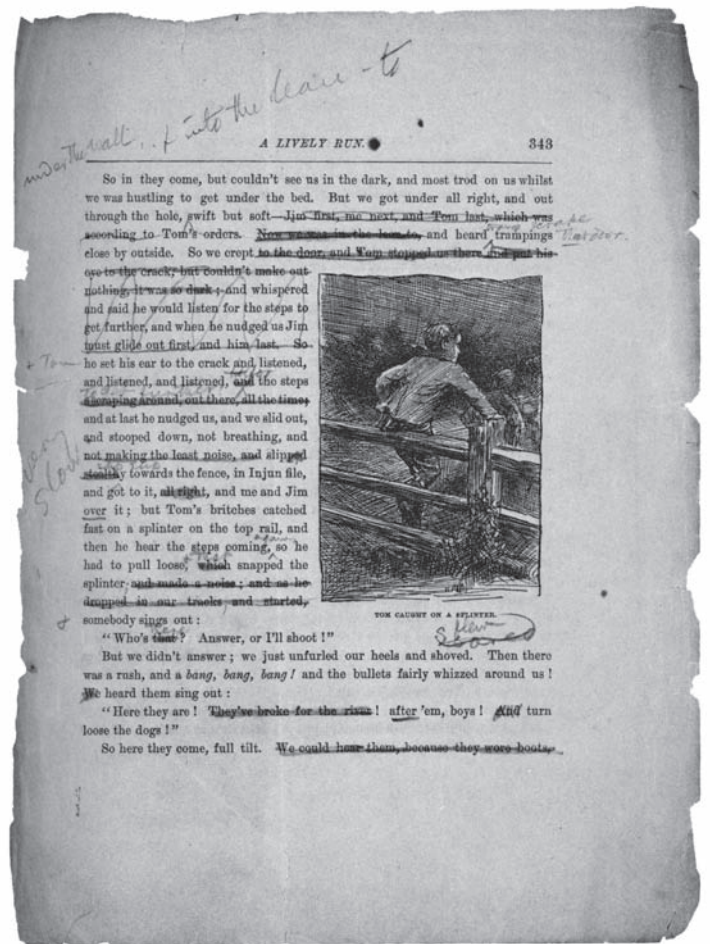 under the wall . . & into the lean-to
A LIVELY RUN.
343
So in they come, but couldn't see us in the dark, and most trod on us whilst
we was hustling to get under the bed. But we got under all right, and out
through the hole, swift but soft—Jim first, me next, and Tom last, which was
according to Tom's orders. Now we was in the lean-to, and heard trampings
close by outside. So we crept to the door, and Tom stopped us there and put his
eye to the crack, but couldn't make out
nothing, it was so dark; and whispered
and said he would listen for the steps to
get further, and when he nudged us Jim
must glide out first, and him last. So
+ Tom
he set his ear to the crack and listened,
and listened, and listened, and the steps
a-scraping around, out there, all the time;
and at last he nudged us, and we slid out,
and stooped down, not breathing, and
not making the least noise, and slipped
very
slow
stealthy towards the fence, in Injun file,
and got to it, all right, and me and Jim
over it; but Tom's britches catched
fast on a splinter on the top rail, and
then he hear the steps coming, so he
again
had to pull loose, which snapped the
splinter and made a noise; and as he
dropped in our tracks and started,
&
somebody sings out:
TOM CAUGHT ON A SPLINTER.
"Who's that? Answer, or I'll shoot!"
But we didn't answer; we just unfurled our heels and shoved. Then there
was a rush, and a bang, bang, bang! and the bullets fairly whizzed around us!
We heard them sing out:
"Here they are! They've broke for the river! after 'em, boys! And turn
loose the dogs!"
So here they come, full tilt. We could hear them, because they wore boots,